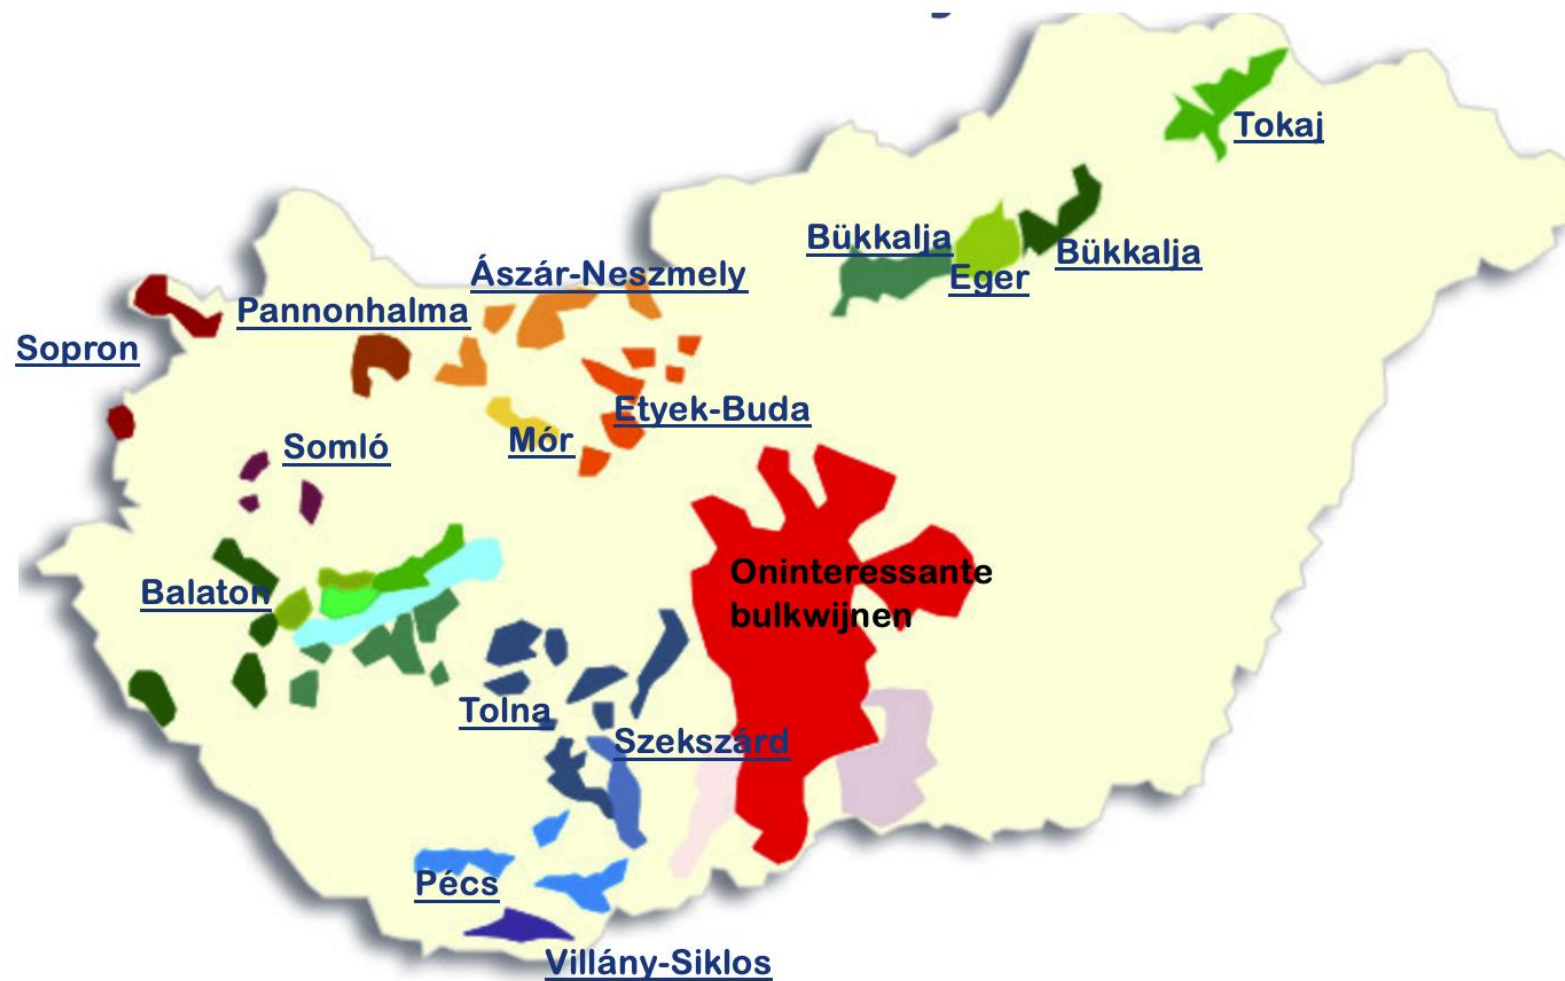 Tokaj
Bükkalja
Bükkalja
Eger
Ászár-Neszmely
Pannonhalma
Sopron
Etyek-Buda
Mór
Somló
Oninteressante
bulkwijnen
Balaton
Tolna
Szekszárd
Pécs
Villány-Siklos